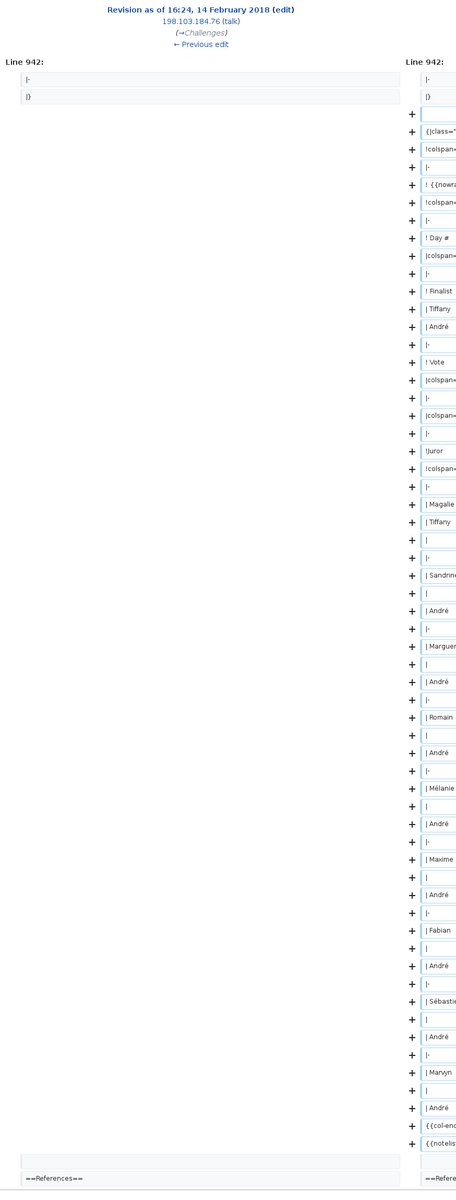 Revision as of 16:24, 14 February 2018 (edit)
198.103.184.76 (talk)
(→Challenges)
← Previous edit
Line 942:
Line 942:
|-
|-
|}
|}
+
+ {|class="
+ !colspan=
+ |-
+ ! {{nowra
+ !colspan=
+ |-
+ ! Day #
+ |colspan=
+ |-
+ ! Finalist
+ | Tiffany
+ | André
+ |-
+ ! Vote
+ |colspan=
+ |-
+ |colspan=
+ |-
+ !Juror
+ !colspan=
+ |-
+ | Magalie
+ | Tiffany
+ |
+ |-
+ | Sandrine
+ |
+ | André
+ |-
+ | Marguer
+ |
+ | André
+ |-
+ | Romain
+ |
+ | André
+ |-
+ | Mélanie
+ |
+ | André
+ |-
+ | Maxime
+ |
+ | André
+ |-
+ | Fabian
+ |
+ | André
+ |-
+ | Sébastie
+ |
+ | André
+ |-
+ | Marvyn
+ |
+ | André
+ {{col-end
+ {{notelis
==References==
==Refere